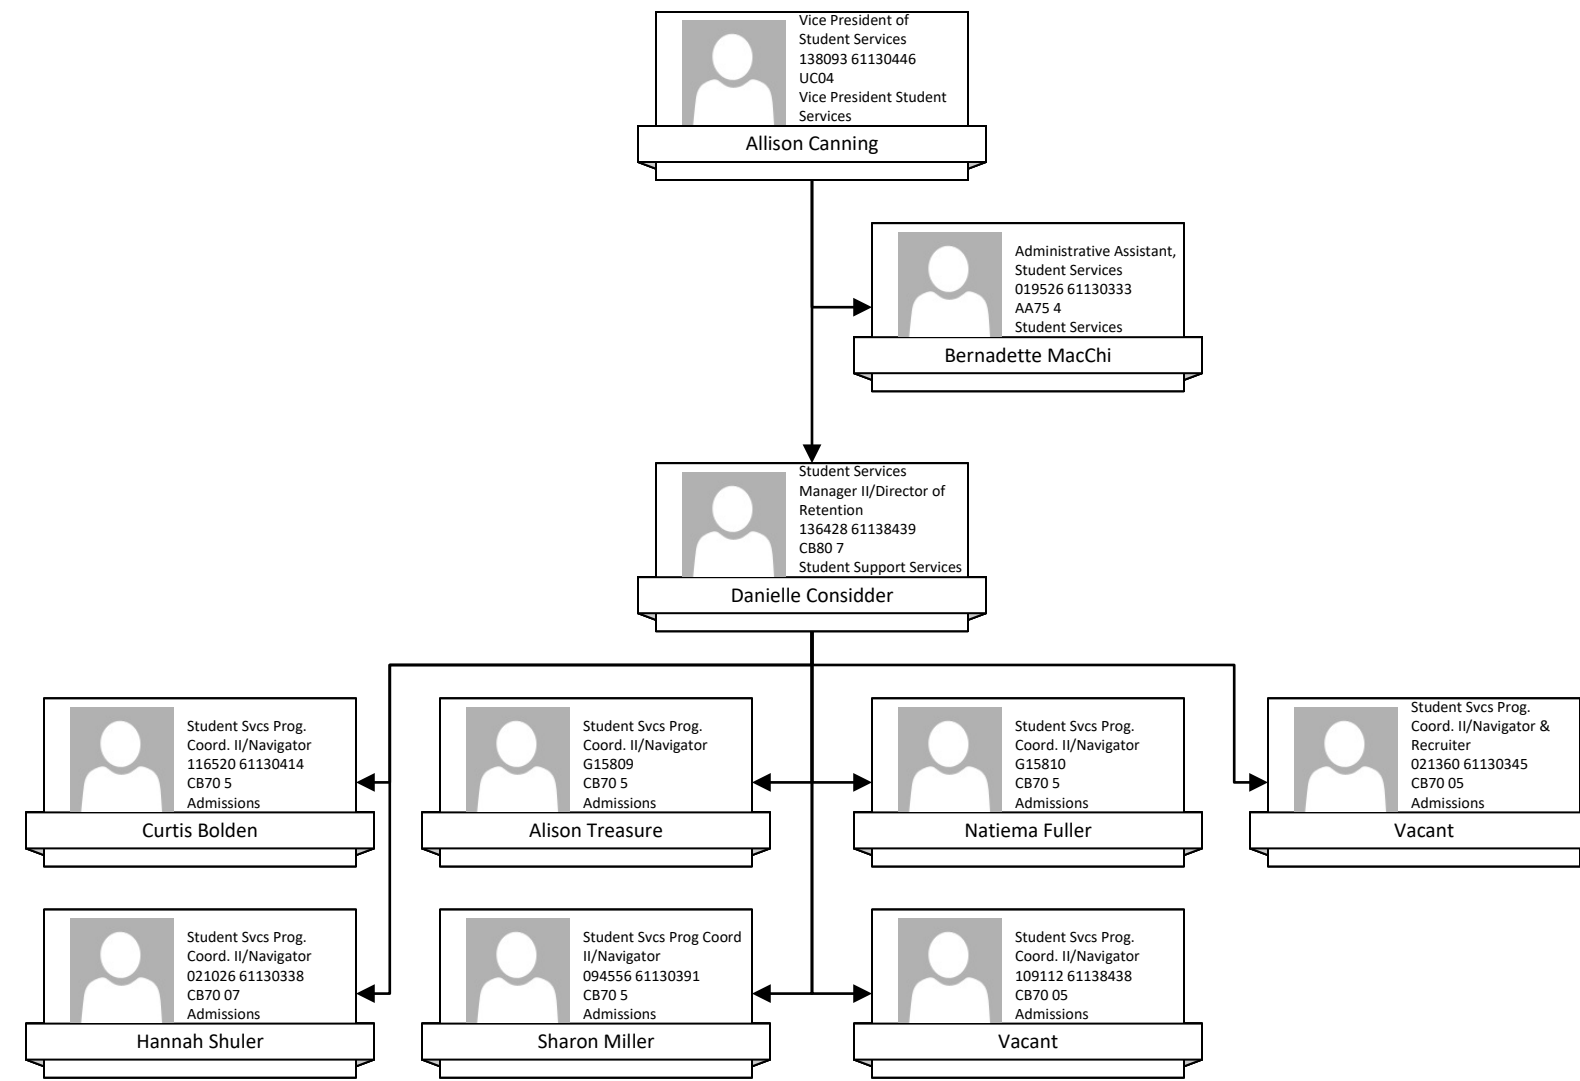 Vice President of
Student Services
138093 61130446
UC04
Vice President Student
Services
Allison Canning
Administrative Assistant,
Student Services
019526 61130333
AA75 4
Student Services
Bernadette MacChi
Student Services
Manager II/Director of
Retention
136428 61138439
CB80 7
Student Support Services
Danielle Considder
Student Svcs Prog.
Coord. II/Navigator
116520 61130414
CB70 5
Admissions
Curtis Bolden
Student Svcs Prog.
Coord. II/Navigator
G15809
CB70 5
Admissions
Alison Treasure
Student Svcs Prog.
Coord. II/Navigator
G15810
CB70 5
Admissions
Natiema Fuller
Student Svcs Prog.
Coord. II/Navigator &
Recruiter
021360 61130345
CB70 05
Admissions
Vacant
Student Svcs Prog.
Coord. II/Navigator
021026 61130338
CB70 07
Admissions
Hannah Shuler
Student Svcs Prog Coord
II/Navigator
094556 61130391
CB70 5
Admissions
Sharon Miller
Student Svcs Prog.
Coord. II/Navigator
109112 61138438
CB70 05
Admissions
Vacant